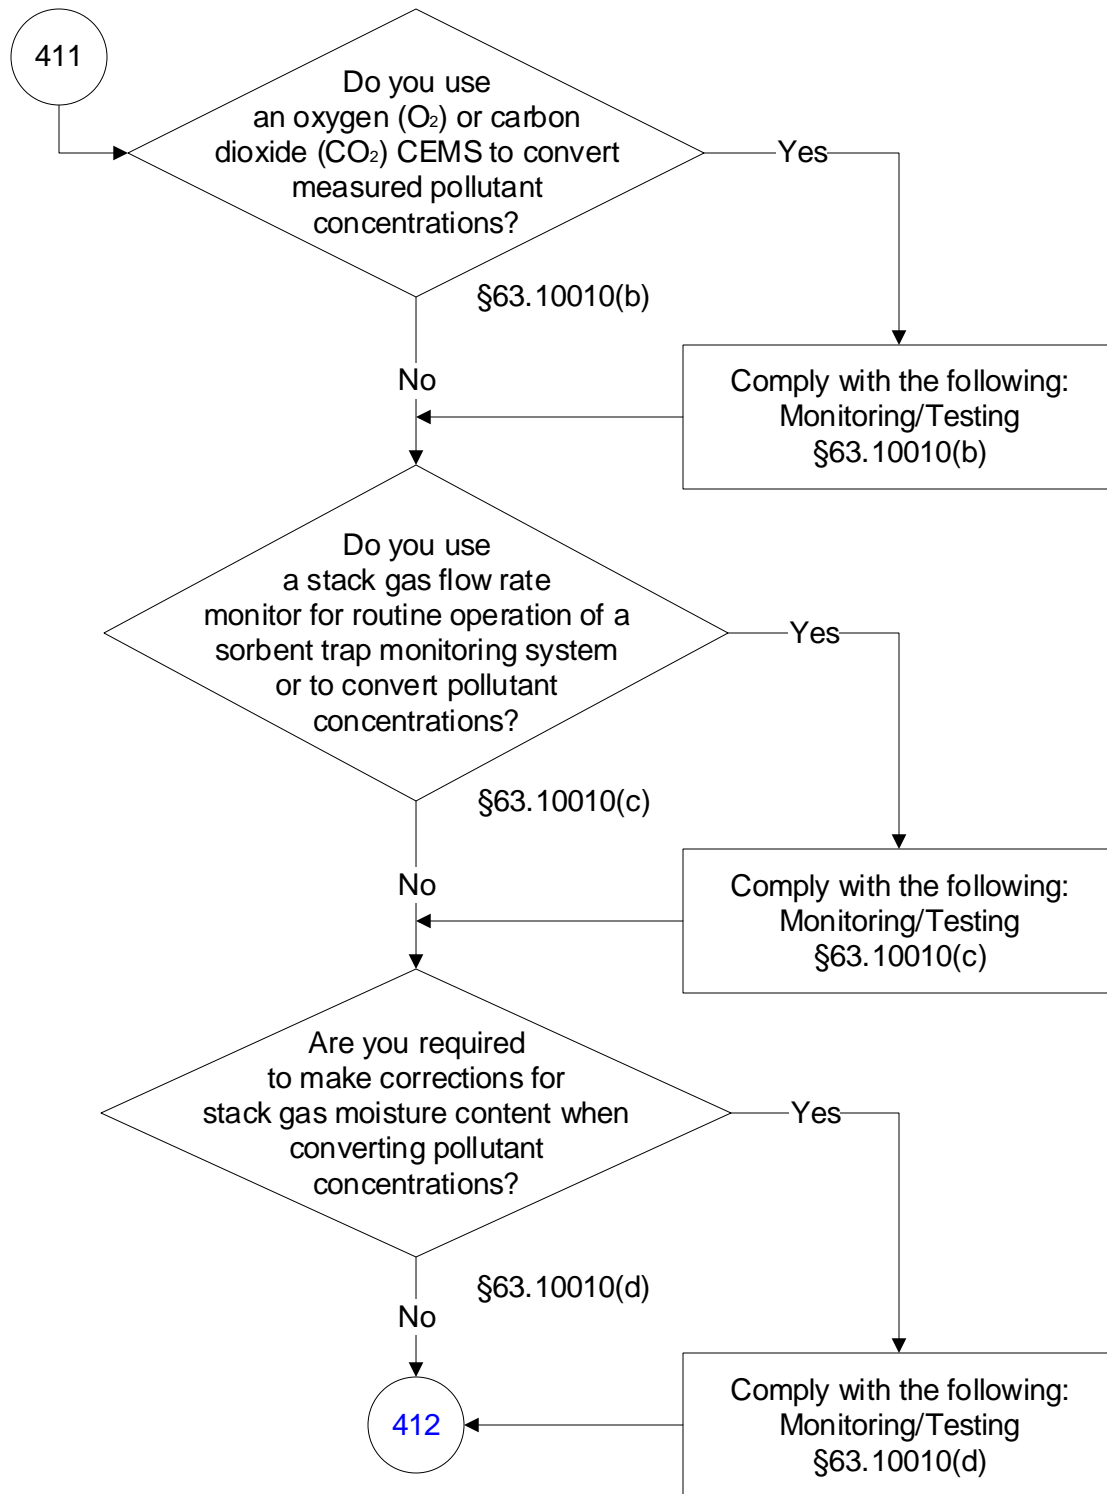 411
Do you use
an oxygen (O₂) or carbon
dioxide (CO₂) CEMS to convert
measured pollutant
concentrations?
Yes
§63.10010(b)
No
Comply with the following:
Monitoring/Testing
§63.10010(b)
Do you use
a stack gas flow rate
monitor for routine operation of a
sorbent trap monitoring system
or to convert pollutant
concentrations?
Yes
§63.10010(c)
No
Comply with the following:
Monitoring/Testing
§63.10010(c)
Are you required
to make corrections for
stack gas moisture content when
converting pollutant
concentrations?
Yes
§63.10010(d)
No
Comply with the following:
Monitoring/Testing
§63.10010(d)
412